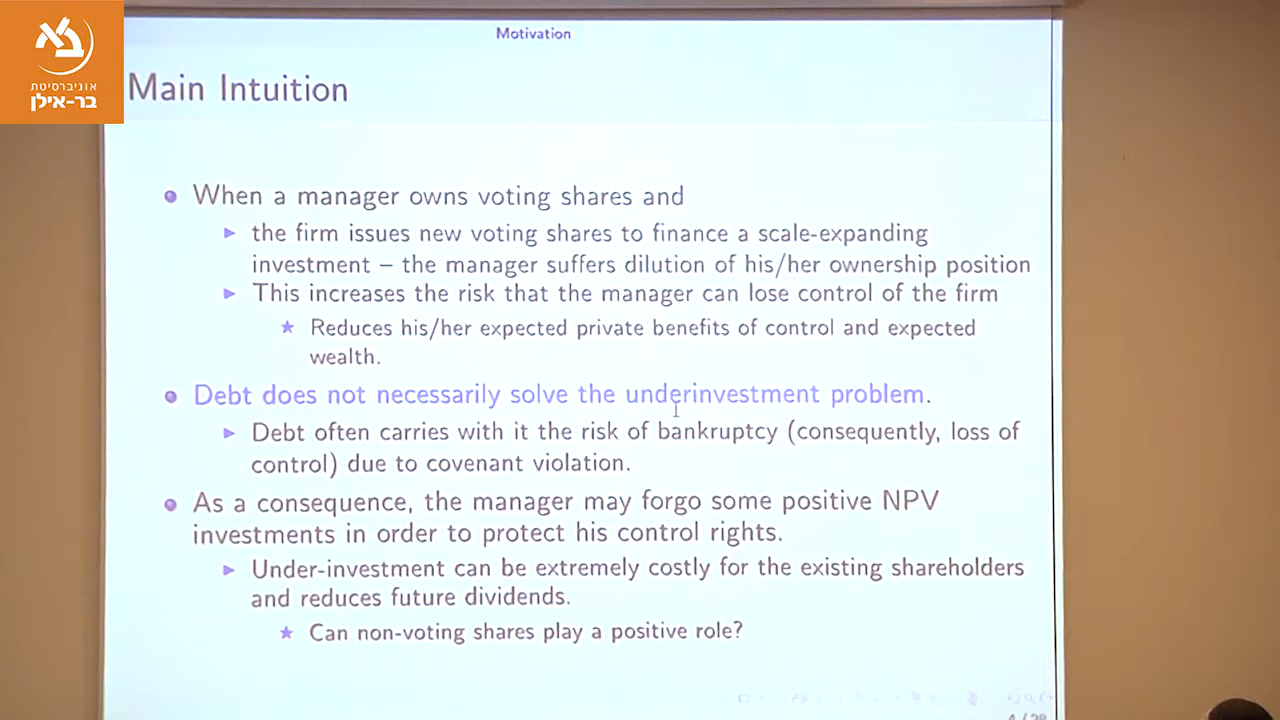 אוניברסיטת
בר-אילן
Motivation
Main Intuition
When a manager owns voting shares and
the firm issues new voting shares to finance a scale-expanding
investment – the manager suffers dilution of his/her ownership position
This increases the risk that the manager can lose control of the firm
Reduces his/her expected private benefits of control and expected
wealth.
Debt does not necessarily solve the underinvestment problem.
Debt often carries with it the risk of bankruptcy (consequently, loss of
control) due to covenant violation.
As a consequence, the manager may forgo some positive NPV
investments in order to protect his control rights.
Under-investment can be extremely costly for the existing shareholders
and reduces future dividends.
Can non-voting shares play a positive role?